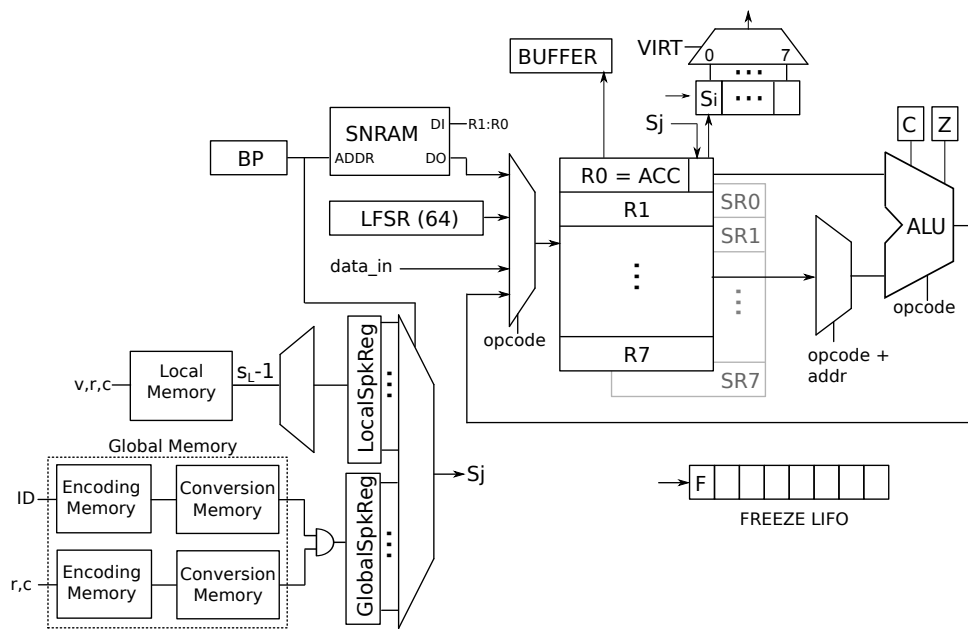 VIRT
0
7
...
Si
...
BUFFER
Sj
C
Z
SNRAM
DI
R1:R0
ADDR
DO
BP
R0 = ACC
R1
...
R7
SR0
SR1
...
SR7
ALU
LFSR (64)
data_in
opcode
opcode
opcode +
addr
Local
Memory
v,r,c
sL-1
LocalSpkReg
...
Global Memory
ID
Encoding
Memory
Conversion
Memory
r,c
Encoding
Memory
Conversion
Memory
GlobalSpkReg
...
Sj
F
FREEZE LIFO